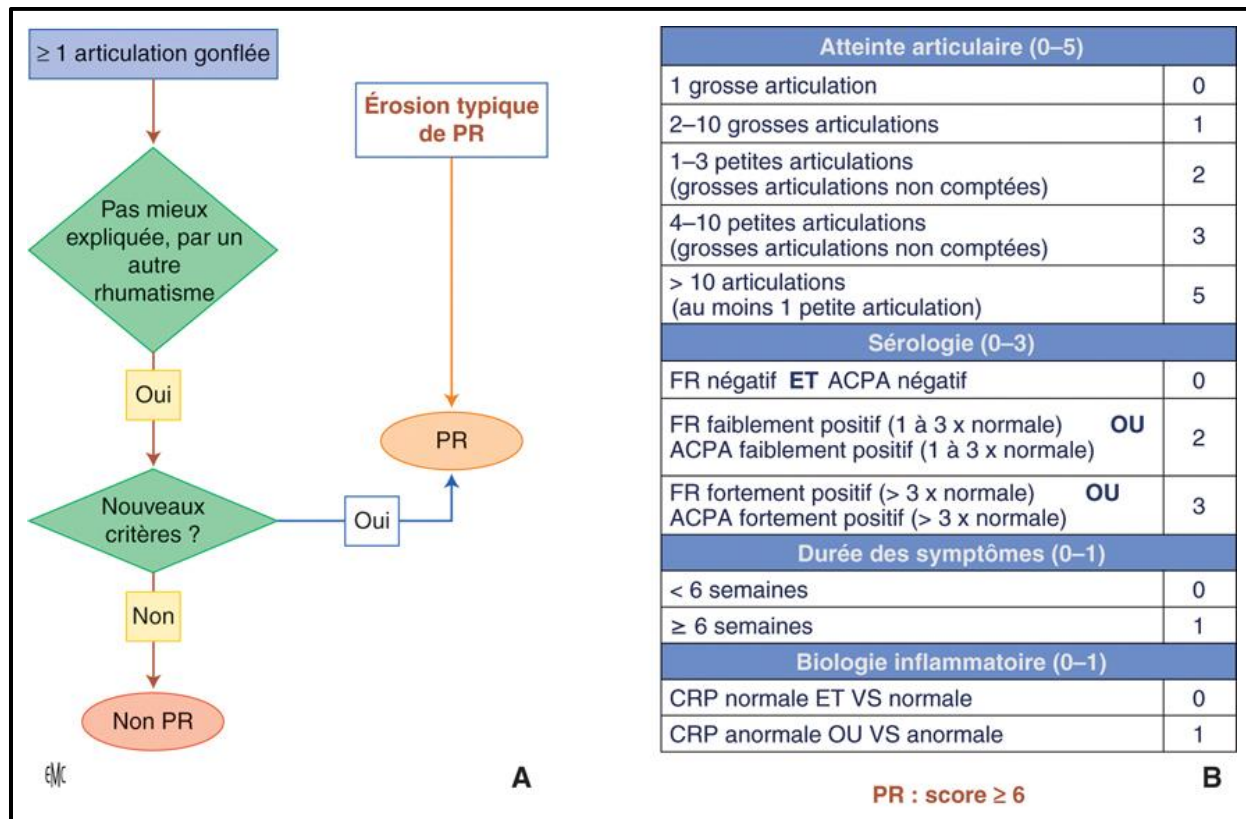 ≥ 1 articulation gonflée
Érosion typique
de PR
Pas mieux
expliquée, par un
autre
rhumatisme
Oui
PR
Nouveaux
critères ?
Oui
Non
Non PR
EMC
A
Atteinte articulaire (0–5)
1 grosse articulation 0
2–10 grosses articulations 1
1–3 petites articulations
(grosses articulations non comptées) 2
4–10 petites articulations
(grosses articulations non comptées) 3
> 10 articulations
(au moins 1 petite articulation) 5
Sérologie (0–3)
FR négatif ET ACPA négatif 0
FR faiblement positif (1 à 3 x normale) OU
ACPA faiblement positif (1 à 3 x normale) 2
FR fortement positif (> 3 x normale) OU
ACPA fortement positif (> 3 x normale) 3
Durée des symptômes (0–1)
< 6 semaines 0
≥ 6 semaines 1
Biologie inflammatoire (0–1)
CRP normale ET VS normale 0
CRP anormale OU VS anormale 1
B
PR : score ≥ 6